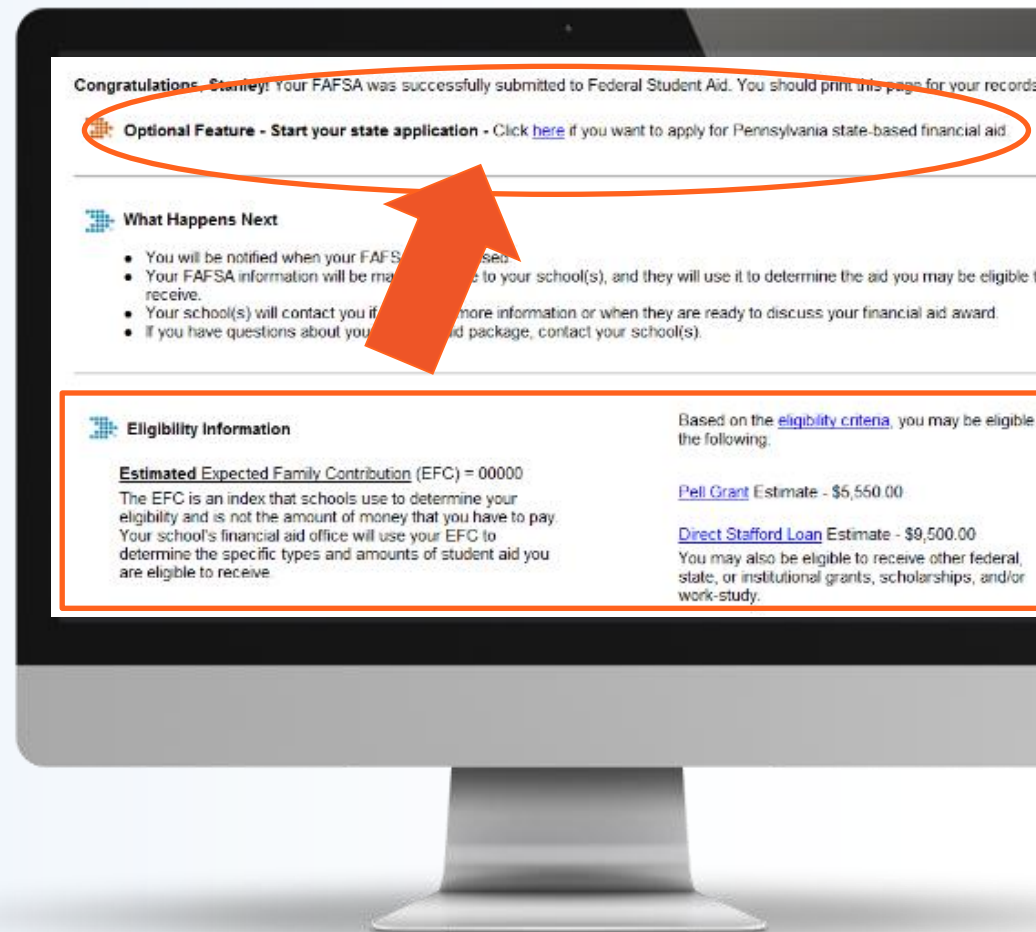 Congratulations, Stanley! Your FAFSA was successfully submitted to Federal Student Aid. You should print this page for your records
Optional Feature - Start your state application - Click here if you want to apply for Pennsylvania state-based financial aid
What Happens Next
● You will be notified when your FAFS
● Your FAFSA information will be to your school(s), and they will use it to determine the aid you may be eligible
receive.
● Your school(s) will contact you if more information or when they are ready to discuss your financial aid award.
● If you have questions about package, contact your school(s).
Eligibility Information
Estimated Expected Family Contribution (EFC) = 00000
The EFC is an index that schools use to determine your
eligibility and is not the amount of money that you have to pay.
Your school's financial aid office will use your EFC to
determine the specific types and amounts of student aid you
are eligible to receive.
Based on the eligibility criteria, you may be eligible
the following:
Pell Grant Estimate - $5,550.00
Direct Stafford Loan Estimate - $9,500.00
You may also be eligible to receive other federal,
state, or institutional grants, scholarships, and/or
work-study.